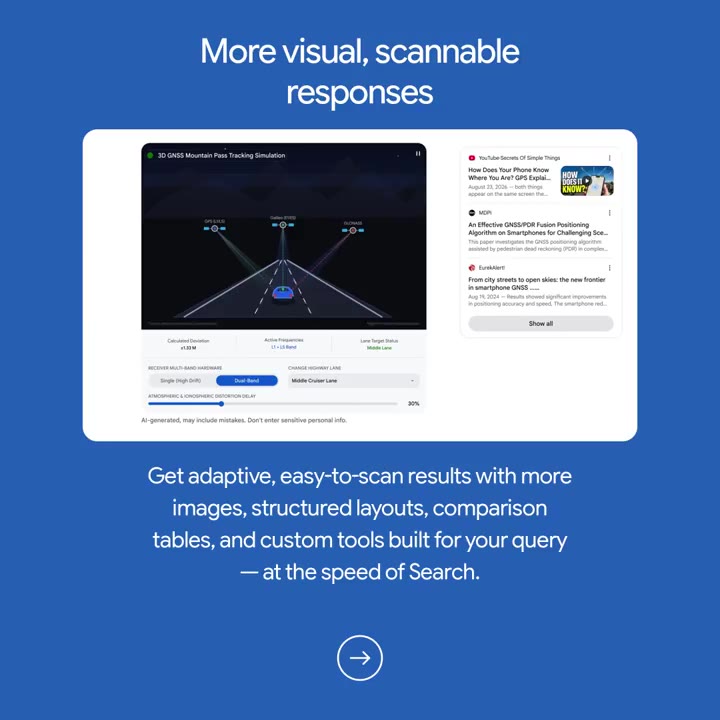 More visual, scannable
responses
3D GNSS Mountain Pass Tracking Simulation
GPS (L1/L5)
Galileo (E1/E5)
GLONASS
Calculated Deviation
±1.33 M
Active Frequencies
L1 + L5 Band
Lane Target Status
Middle Lane
RECEIVER MULTI-BAND HARDWARE
Single (High Drift)
Dual-Band
CHANGE HIGHWAY LANE
Middle Cruiser Lane
ATMOSPHERIC & IONOSPHERIC DISTORTION DELAY
30%
AI-generated, may include mistakes. Don't enter sensitive personal info.
YouTube·Secrets Of Simple Things
How Does Your Phone Know
Where You Are? GPS Explai...
August 23, 2026 — both things
appear on the same screen the...
HOW
DOES IT
KNOW?
MDPI
An Effective GNSS/PDR Fusion Positioning
Algorithm on Smartphones for Challenging Sce...
This paper investigates the GNSS positioning algorithm
assisted by pedestrian dead reckoning (PDR) in complex...
EurekAlert!
From city streets to open skies: the new frontier
in smartphone GNSS ......
Aug 19, 2024 — Results showed significant improvements
in positioning accuracy and speed. The smartphone red...
Show all
Get adaptive, easy-to-scan results with more
images, structured layouts, comparison
tables, and custom tools built for your query
— at the speed of Search.